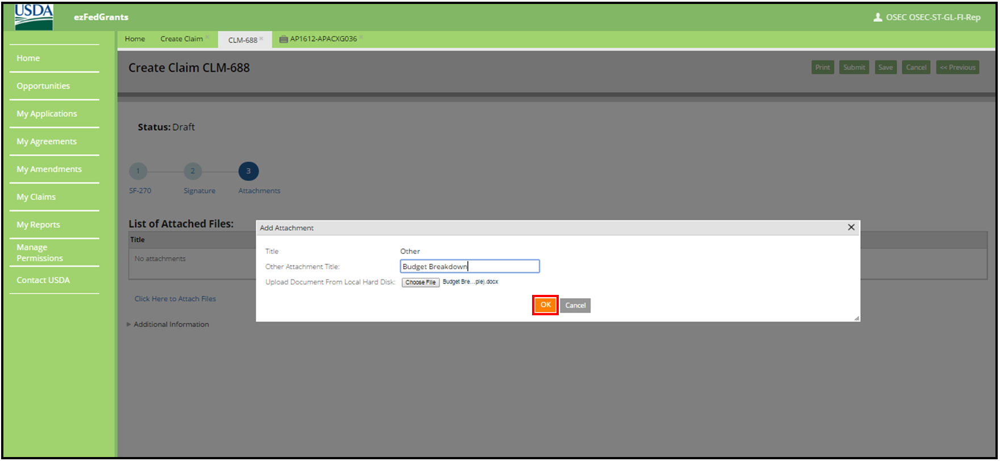 USDA
ezFedGrants
OSEC OSEC-ST-GL-FI-Rep
Home
Create Claim
CLM-688
AP1612-APACXG036
Home
Opportunities
My Applications
My Agreements
My Amendments
My Claims
My Reports
Manage
Permissions
Contact USDA
Create Claim CLM-688
Print
Submit
Save
Cancel
<< Previous
Status: Draft
1
2
3
SF-270
Signature
Attachments
List of Attached Files:
Title
No attachments
Click Here to Attach Files
Additional Information
Add Attachment
Title Other
Other Attachment Title: Budget Breakdown
Upload Document From Local Hard Disk: Choose File Budget Bre...ple).docx
OK
Cancel